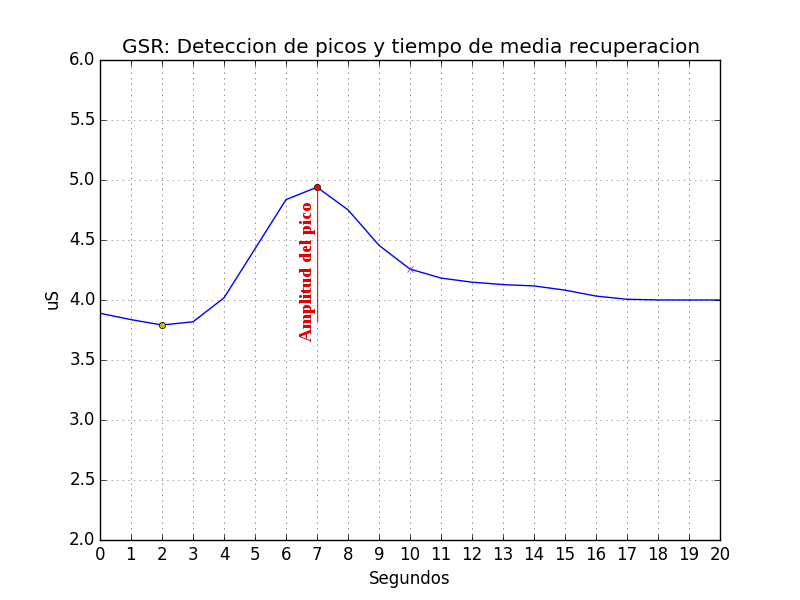 GSR: Deteccion de picos y tiempo de media recuperacion
6.0
5.5
5.0
4.5
4.0
3.5
3.0
2.5
2.0
uS
Amplitud del pico
0 1 2 3 4 5 6 7 8 9 10 11 12 13 14 15 16 17 18 19 20
Segundos